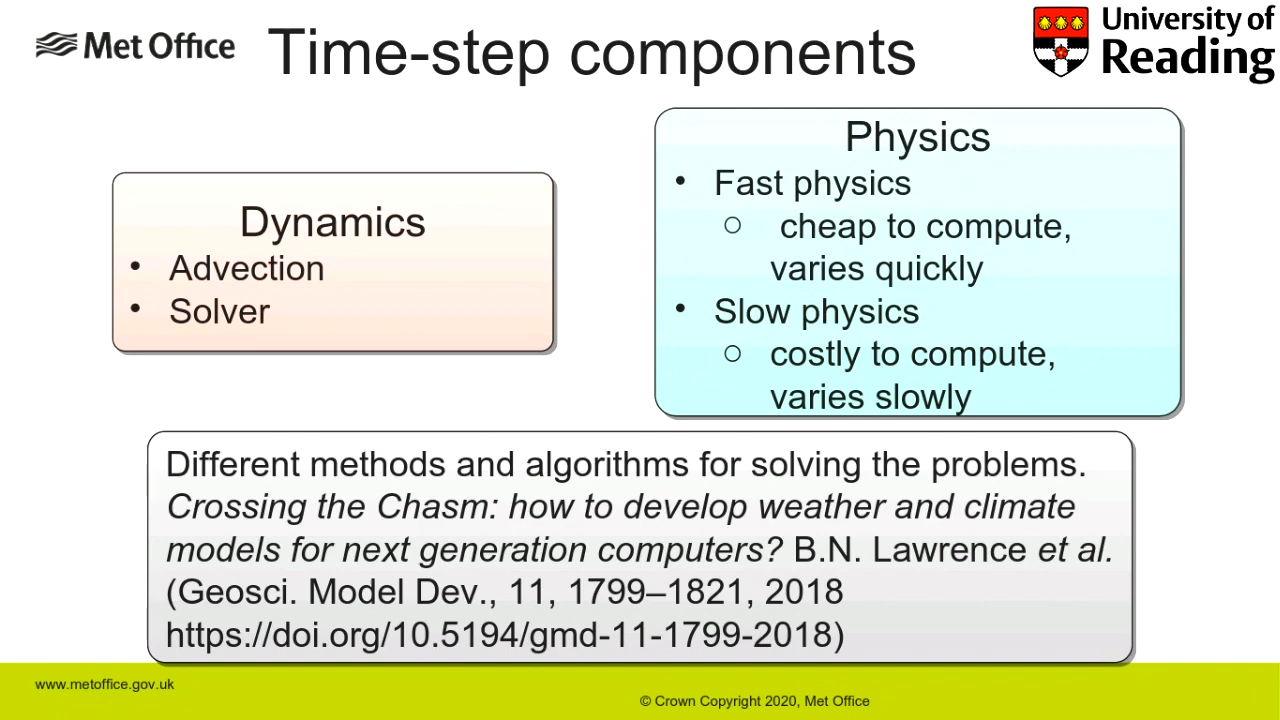 Met Office
Time-step components
University of
Reading
Dynamics
• Advection
• Solver
Physics
• Fast physics
○ cheap to compute,
varies quickly
• Slow physics
○ costly to compute,
varies slowly
Different methods and algorithms for solving the problems.
Crossing the Chasm: how to develop weather and climate
models for next generation computers? B.N. Lawrence et al.
(Geosci. Model Dev., 11, 1799–1821, 2018
https://doi.org/10.5194/gmd-11-1799-2018)
www.metoffice.gov.uk
© Crown Copyright 2020, Met Office